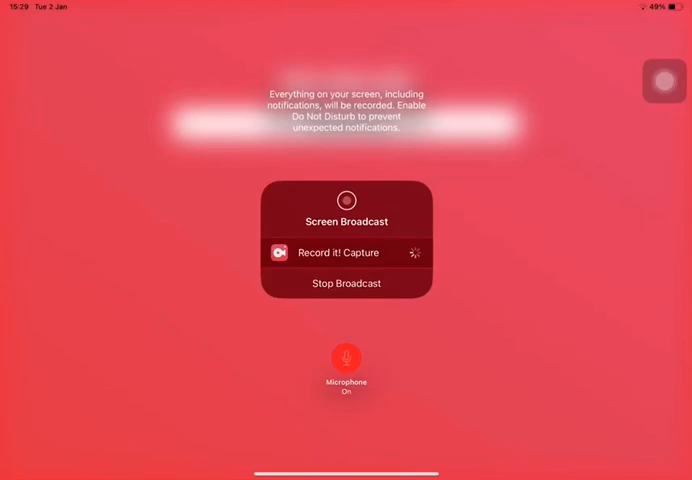 15:29 Tue 2 Jan 49%
Everything on your screen, including
notifications, will be recorded. Enable
Do Not Disturb to prevent
unexpected notifications.
Screen Broadcast
Record it! Capture
Stop Broadcast
Microphone
On